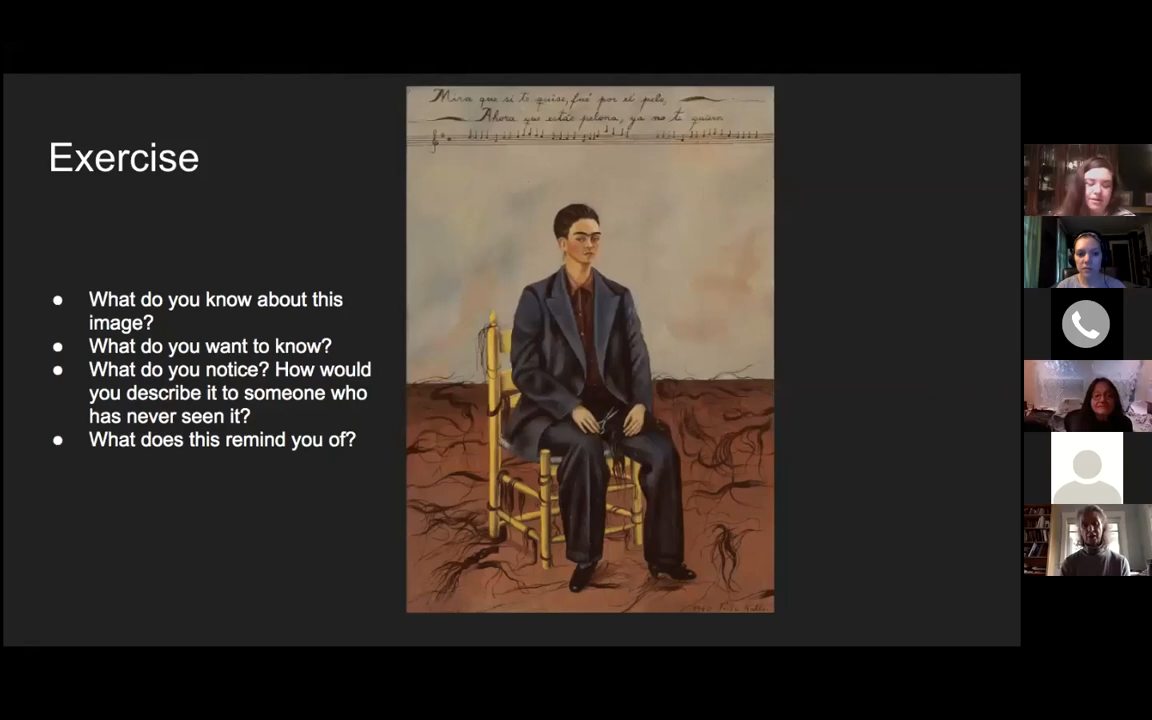 Exercise
What do you know about this
image?
What do you want to know?
What do you notice? How would
you describe it to someone who
has never seen it?
What does this remind you of?
Mira que si te quise, fué por el pelo,
Ahora que estás pelona, ya no te quiero.